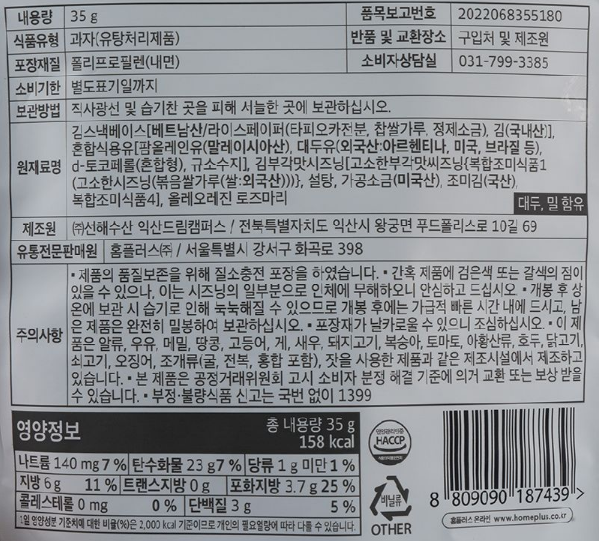 내용량 35 g 품목보고번호 2022068355180
식품유형 과자(유탕처리제품) 반품 및 교환장소 구입처 및 제조원
포장재질 폴리프로필렌(내면) 소비자상담실 031-799-3385
소비기한 별도표기일까지
보관방법 직사광선 및 습기찬 곳을 피해 서늘한 곳에 보관하십시오.
원재료명 김스낵베이스[베트남산/라이스페이퍼(타피오카전분, 찹쌀가루, 정제소금), 김(국내산)],
혼합식용유[팜올레인유(말레이시아산), 대두유(외국산:아르헨티나, 미국, 브라질 등),
d-토코페롤(혼합형), 규소수지], 김부각맛시즈닝[고소한부각맛씨즈닝{복합조미식품1
(고소한시즈닝(볶음쌀가루(쌀:외국산)))}, 설탕, 가공소금(미국산), 조미김(국산),
복합조미식품4], 올레오레진 로즈마리
대두, 밀 함유
제조원 ㈜선해수산 익산드림캠퍼스 / 전북특별자치도 익산시 왕궁면 푸드폴리스로 10길 69
유통전문판매원 홈플러스㈜ / 서울특별시 강서구 화곡로 398
주의사항 • 제품의 품질보존을 위해 질소충전 포장을 하였습니다. • 간혹 제품에 검은색 또는 갈색의 점이
있을 수 있으나, 이는 시즈닝의 일부분으로 인체에 무해하오니 안심하고 드십시오. • 개봉 후 상
온에 보관 시 습기로 인해 눅눅해질 수 있으므로 개봉 후에는 가급적 빠른 시간 내에 드시고, 남
은 제품은 완전히 밀봉하여 보관하십시오. • 포장재가 날카로울 수 있으니 조심하십시오. • 이 제
품은 알류, 우유, 메밀, 땅콩, 고등어, 게, 새우, 돼지고기, 복숭아, 토마토, 아황산류, 호두, 닭고기,
쇠고기, 오징어, 조개류(굴, 전복, 홍합 포함), 잣을 사용한 제품과 같은 제조시설에서 제조하고
있습니다. • 본 제품은 공정거래위원회 고시 소비자 분쟁 해결 기준에 의거 교환 또는 보상 받을
수 있습니다. • 부정·불량식품 신고는 국번 없이 1399
영양정보 총 내용량 35 g
158 kcal
나트륨 140 mg 7 % 탄수화물 23 g 7 % 당류 1 g 미만 1 %
지방 6 g 11 % 트랜스지방 0 g 포화지방 3.7 g 25 %
콜레스테롤 0 mg 0 % 단백질 3 g 5 %
1일 영양성분 기준치에 대한 비율(%)은 2,000 kcal 기준이므로 개인의 필요열량에 따라 다를 수 있습니다.
HACCP
비닐류
OTHER
8 809090 187439
홈플러스 온라인 www.homeplus.co.kr